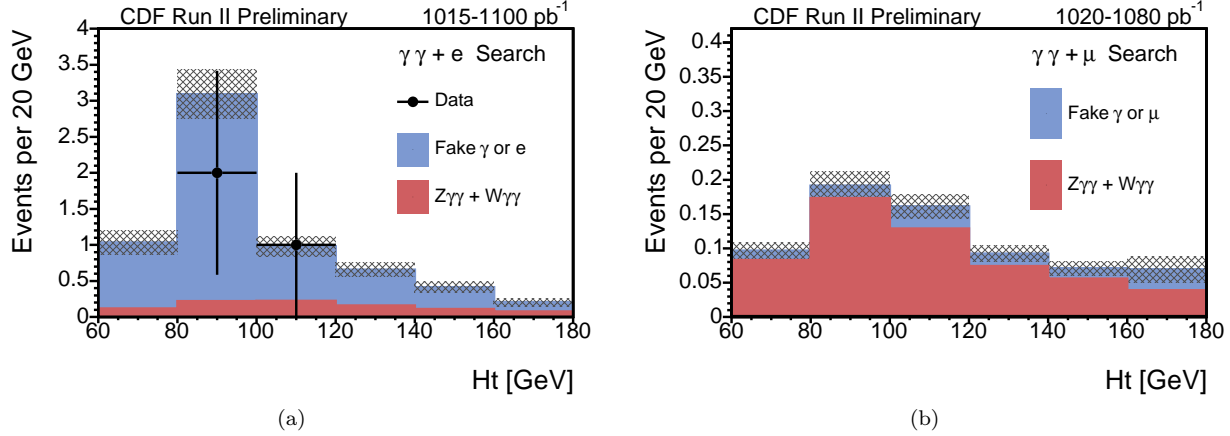 CDF Run II Preliminary 1015-1100 pb⁻¹
Events per 20 GeV
4
3.5
3
2.5
2
1.5
1
0.5
0
γγ + e Search
Data
Fake γ or e
Zγγ + Wγγ
60 80 100 120 140 160 180
Ht [GeV]
(a)
CDF Run II Preliminary 1020-1080 pb⁻¹
Events per 20 GeV
0.4
0.35
0.3
0.25
0.2
0.15
0.1
0.05
0
γγ + μ Search
Fake γ or μ
Zγγ + Wγγ
60 80 100 120 140 160 180
Ht [GeV]
(b)